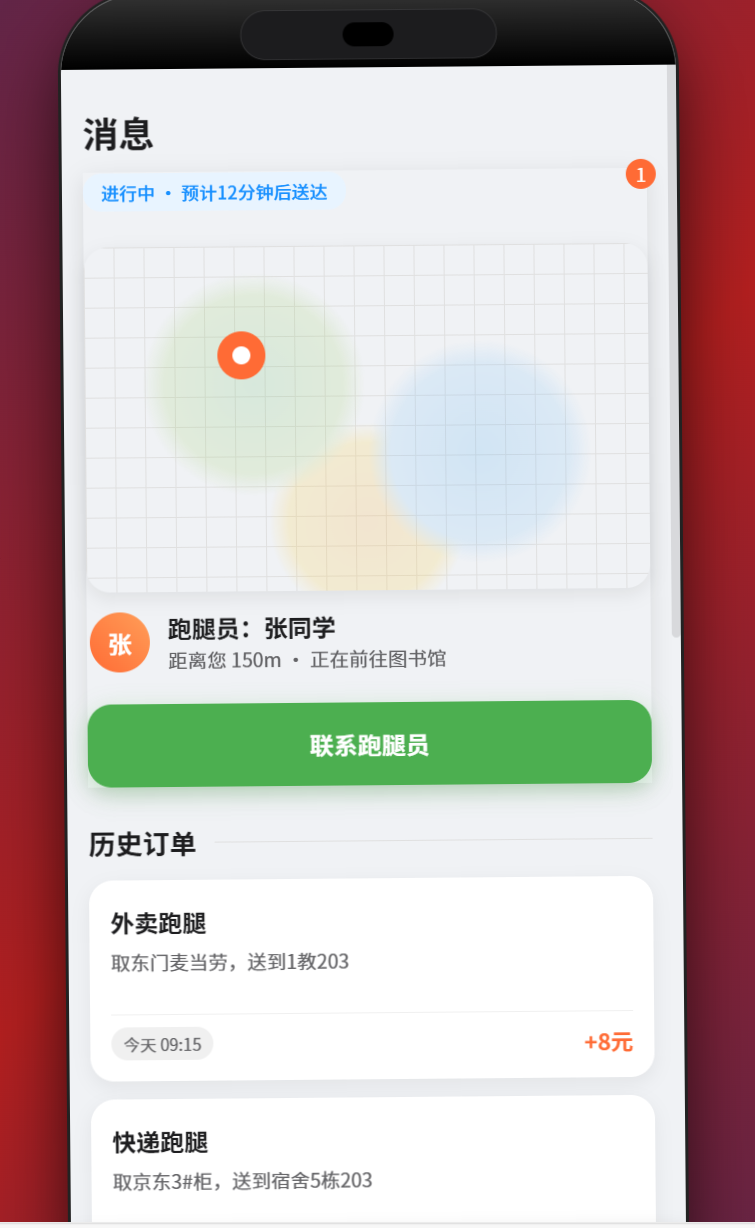 消息
进行中 • 预计12分钟后送达
1
张
跑腿员：张同学
距离您 150m • 正在前往图书馆
联系跑腿员
历史订单
外卖跑腿
取东门麦当劳，送到1教203
今天 09:15
+8元
快递跑腿
取京东3#柜，送到宿舍5栋203